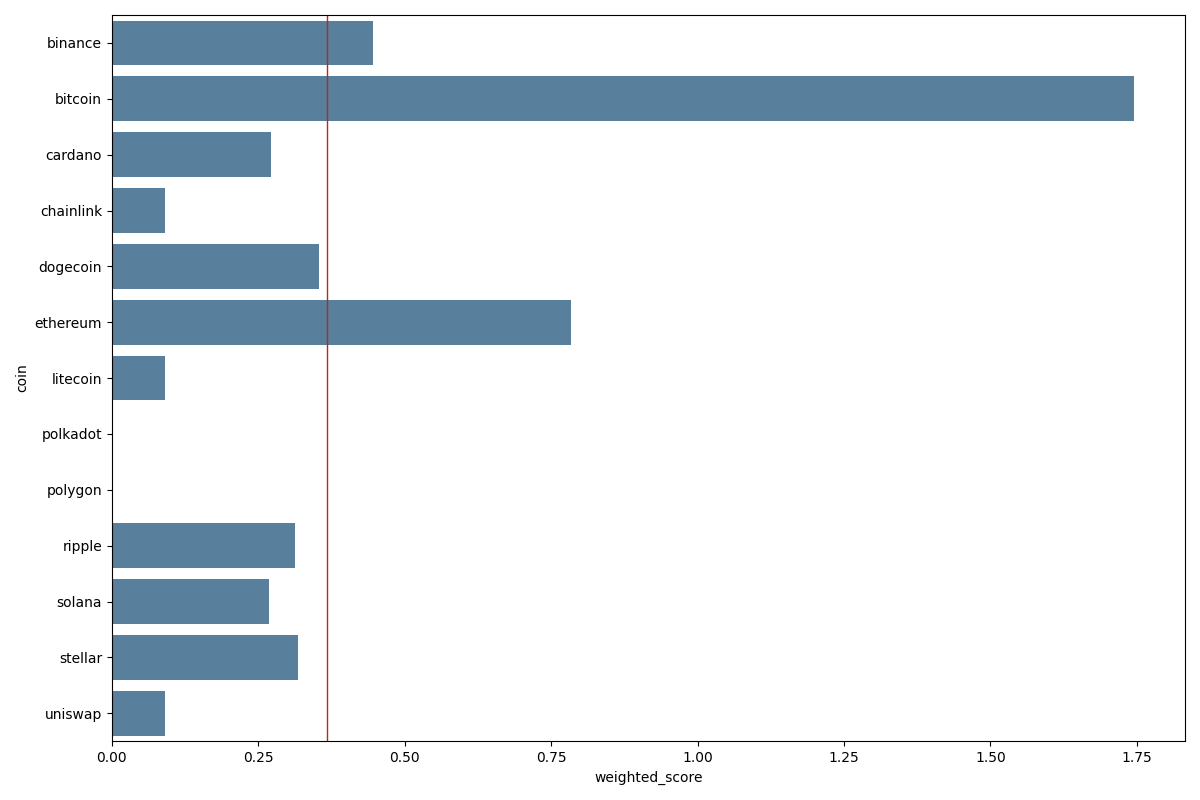 binance
bitcoin
cardano
chainlink
dogecoin
ethereum
litecoin
polkadot
polygon
ripple
solana
stellar
uniswap
coin
0.00 0.25 0.50 0.75 1.00 1.25 1.50 1.75
weighted_score